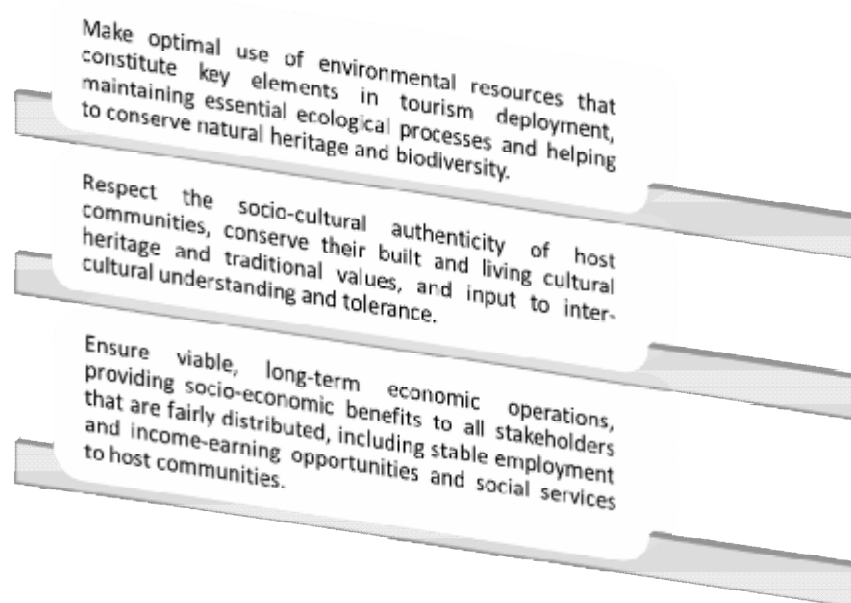 Make optimal use of environmental resources that
constitute key elements in tourism deployment,
maintaining essential ecological processes and helping
to conserve natural heritage and biodiversity.
Respect the socio-cultural authenticity of host
communities, conserve their built and living cultural
heritage and traditional values, and input to inter-
cultural understanding and tolerance.
Ensure viable, long-term economic operations,
providing socio-economic benefits to all stakeholders
that are fairly distributed, including stable employment
and income-earning opportunities and social services
to host communities.